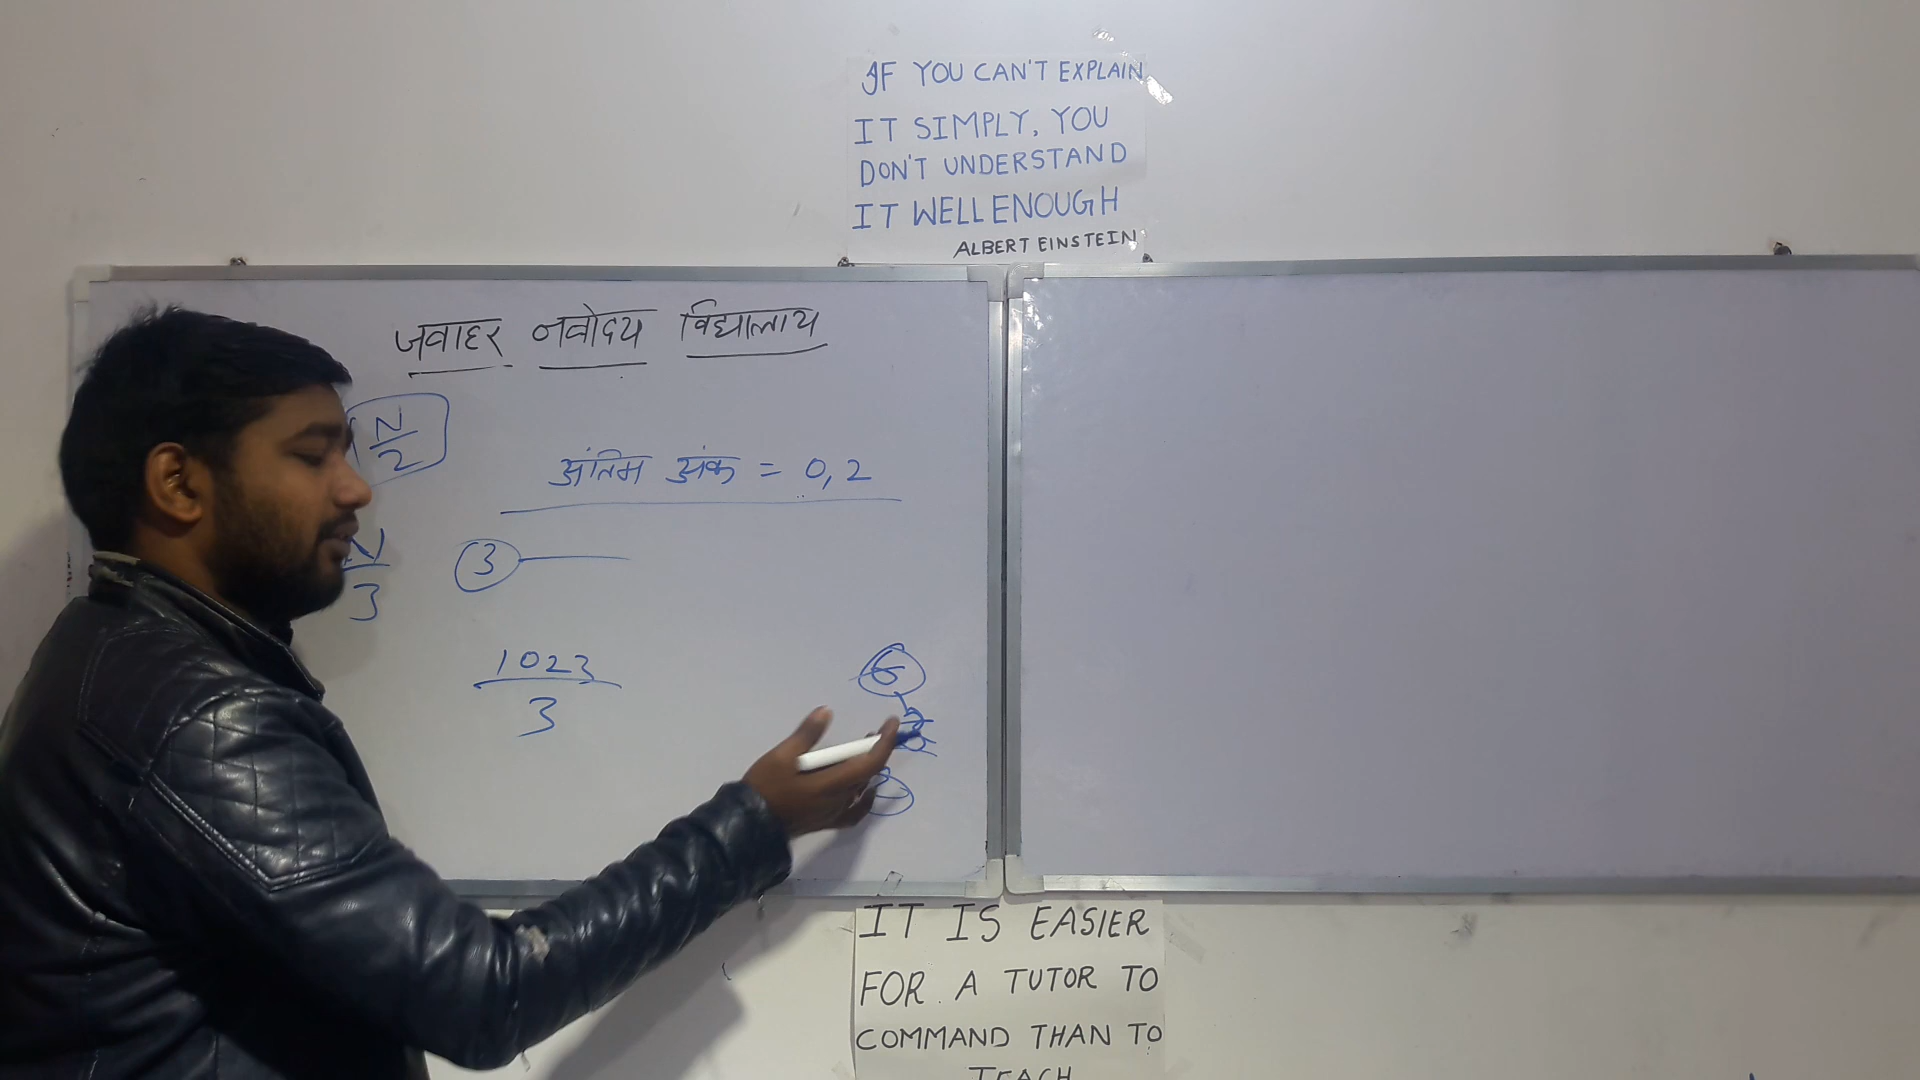 IF YOU CAN'T EXPLAIN
IT SIMPLY, YOU
DON'T UNDERSTAND
IT WELL ENOUGH
ALBERT EINSTEIN
जवाहर नवोदय विद्यालाय
N
2
अंतिम अंक = 0, 2
N
3
3
1023
3
6
IT IS EASIER
FOR A TUTOR TO
COMMAND THAN TO
TEACH